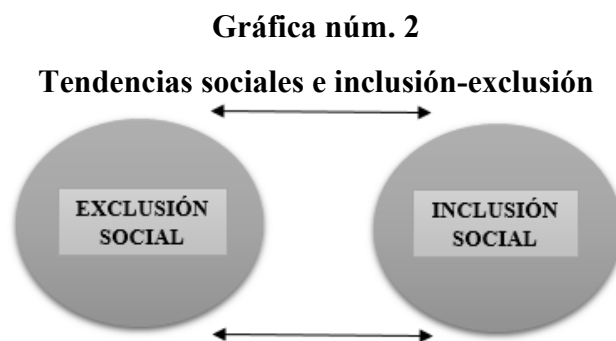 Gráfica núm. 2
Tendencias sociales e inclusión-exclusión
EXCLUSIÓN
SOCIAL
INCLUSIÓN
SOCIAL